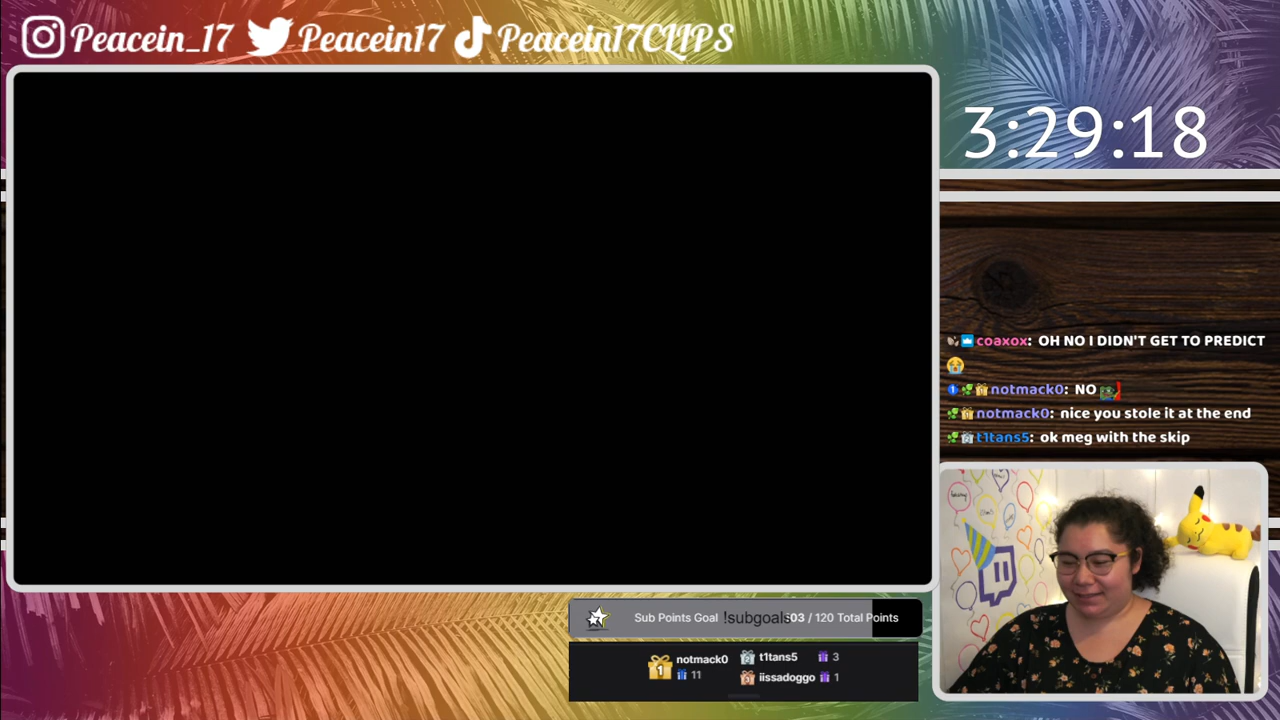 Peacein_17 Peacein17 Peacein17CLIPS
3:29:18
coaxox: OH NO I DIDN'T GET TO PREDICT
notmack0: NO
notmack0: nice you stole it at the end
t1tans5: ok meg with the skip
Sub Points Goal !subgoals 03 / 120 Total Points
notmack0 11
t1tans5 3
iissadoggo 1